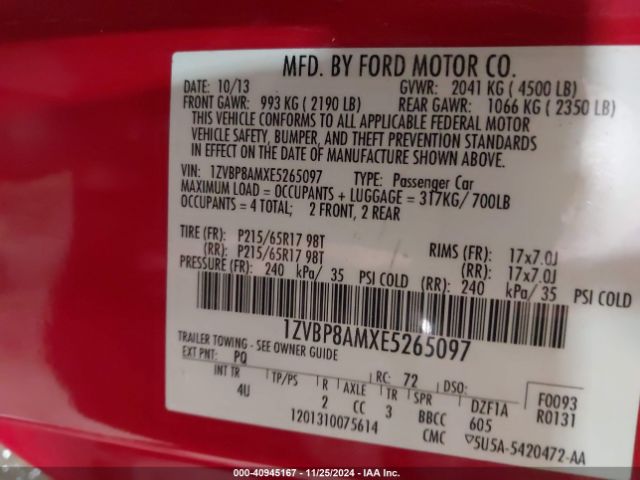 MFD. BY FORD MOTOR CO.
DATE: 10/13 GVWR: 2041 KG ( 4500 LB)
FRONT GAWR: 993 KG ( 2190 LB) REAR GAWR: 1066 KG ( 2350 LB)
THIS VEHICLE CONFORMS TO ALL APPLICABLE FEDERAL MOTOR
VEHICLE SAFETY, BUMPER, AND THEFT PREVENTION STANDARDS
IN EFFECT ON THE DATE OF MANUFACTURE SHOWN ABOVE.
VIN: 1ZVBP8AMXE5265097 TYPE: Passenger Car
MAXIMUM LOAD = OCCUPANTS + LUGGAGE = 317KG/ 700LB
OCCUPANTS = 4 TOTAL; 2 FRONT, 2 REAR
TIRE (FR): P215/65R17 98T RIMS (FR): 17x7.0J
(RR): P215/65R17 98T (RR): 17x7.0J
PRESSURE (FR): 240 kPa/ 35 PSI COLD (RR): 240 kPa/ 35 PSI COLD
1ZVBP8AMXE5265097
TRAILER TOWING - SEE OWNER GUIDE
EXT PNT: PQ RC: 72 DSO: F0093
INT TR TP/PS R AXLE TR SPR DZF1A R0131
4U 2 CC 3 BBCC 605
1201310075614 CMC ▽5U5A-5420472-AA
000-40945167 - 11/25/2024 - IAA Inc.